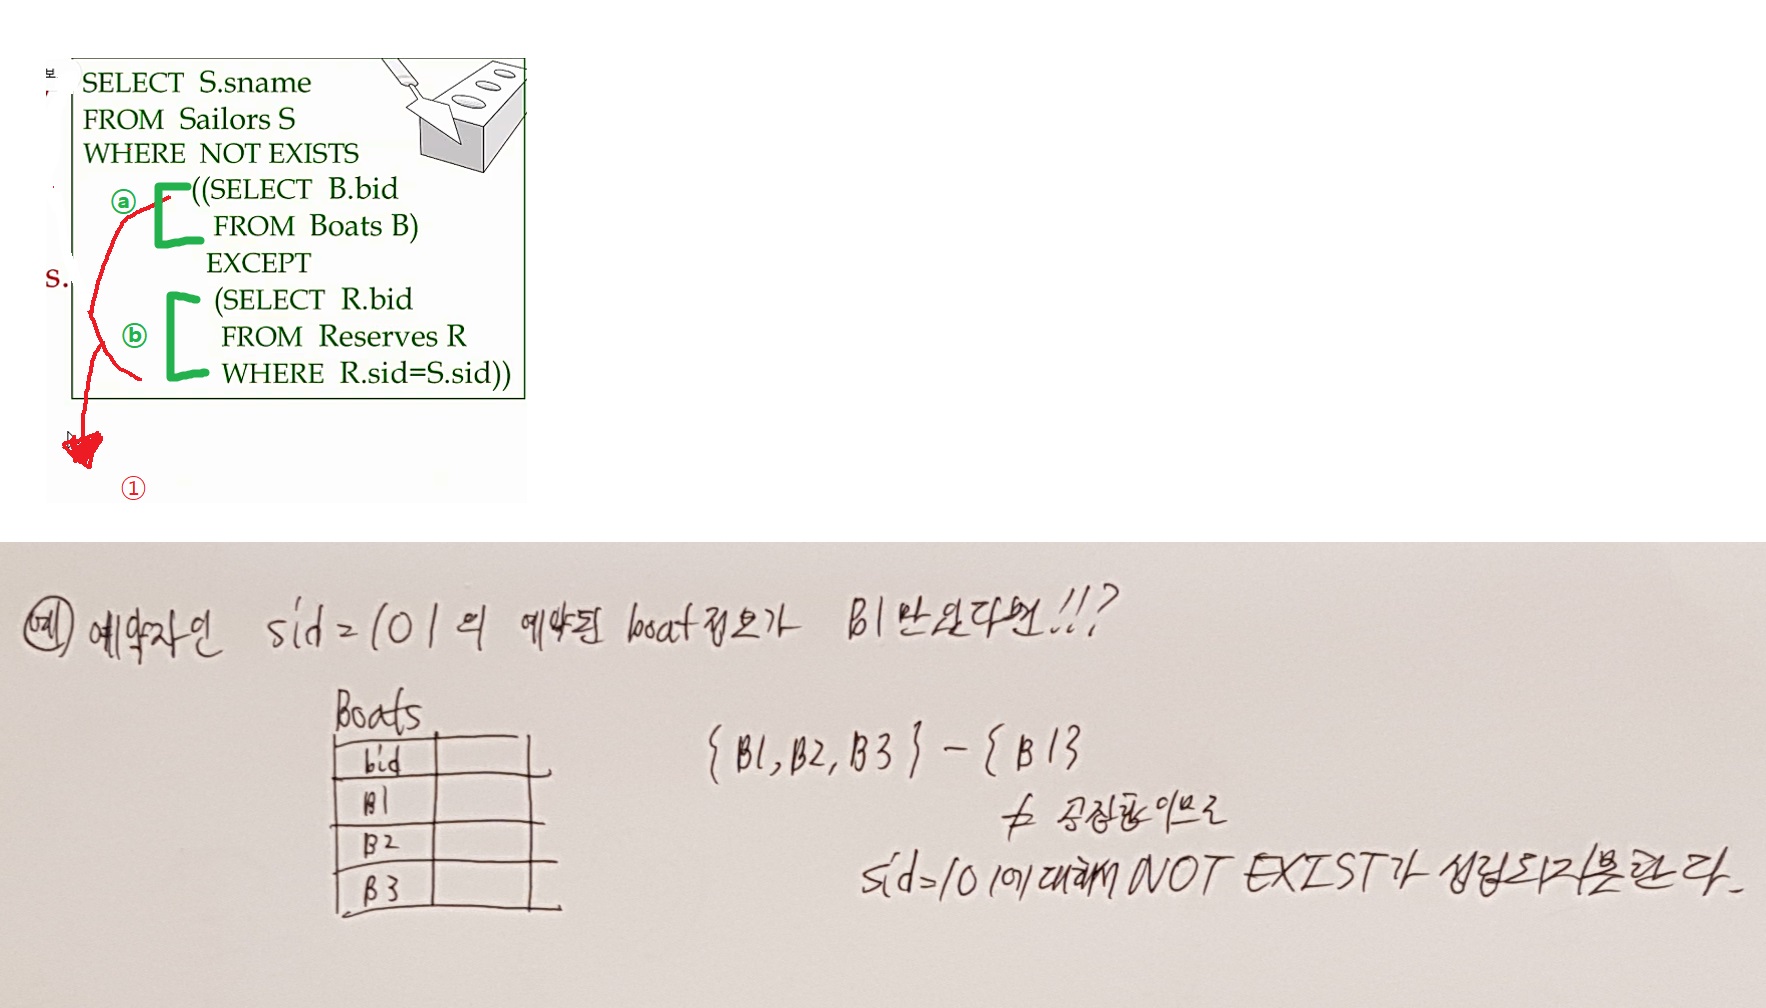 보
SELECT S.sname
FROM Sailors S
WHERE NOT EXISTS
ⓐ ((SELECT B.bid
FROM Boats B)
EXCEPT
s.
(SELECT R.bid
ⓑ FROM Reserves R
WHERE R.sid=S.sid))
①
예) 예약자인 sid=101의 예약된 boat정보가 B1만 있다면!!?
Boats
bid
B1
B2
B3
{B1, B2, B3} - {B1}
≠ 공집합이므로
sid=101에 대해 NOT EXIST가 성립되지못한다.